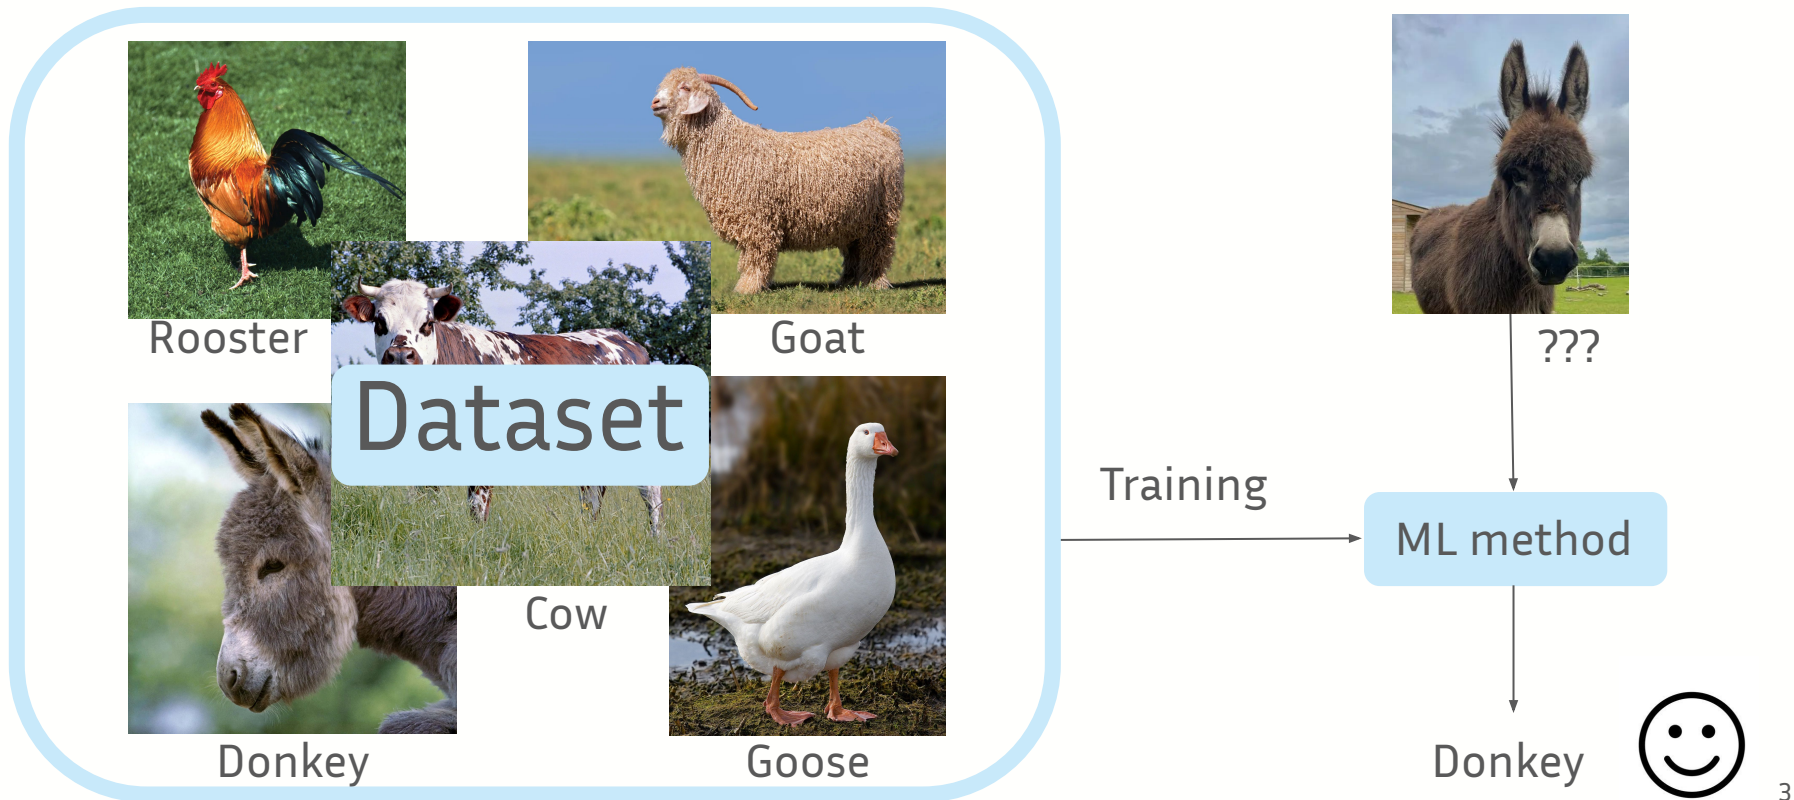 Rooster
Goat
Dataset
Cow
Donkey
Goose
Training
???
ML method
Donkey
3